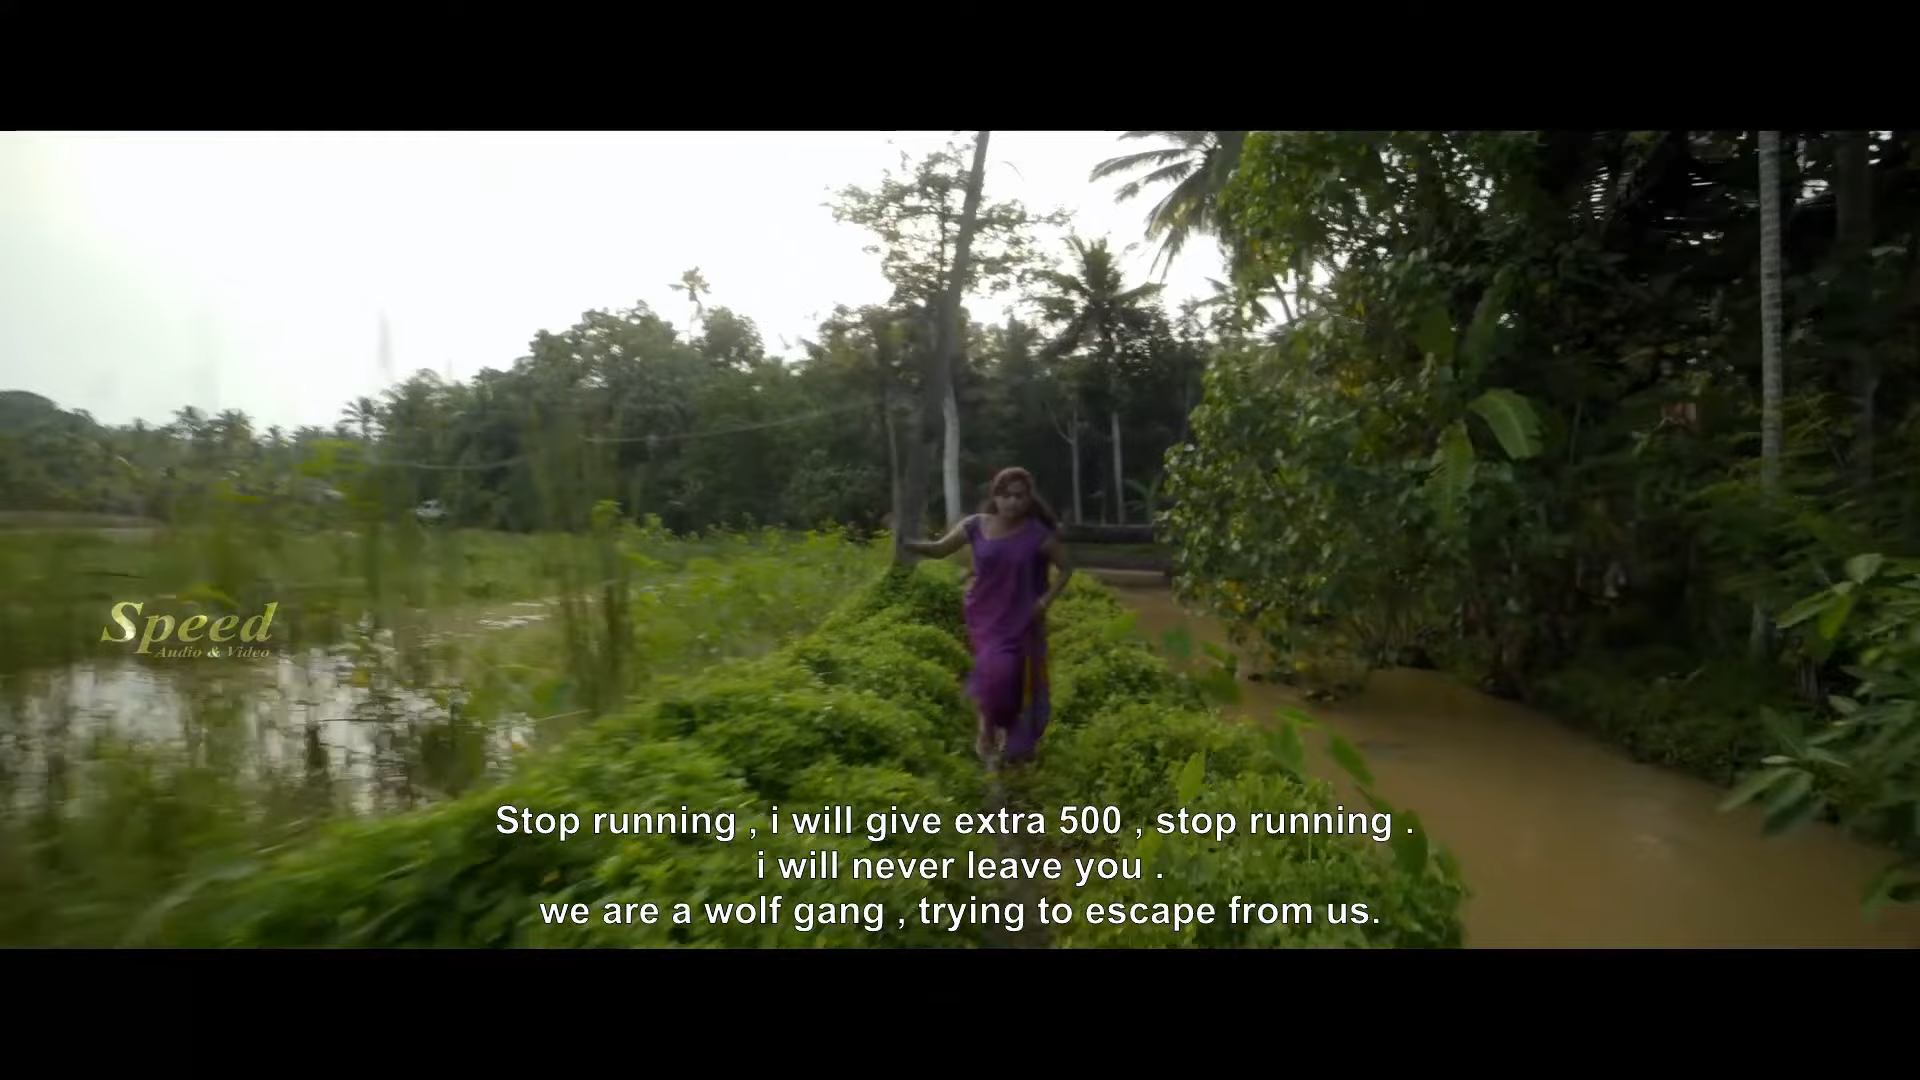 Speed
Audio & Video
Stop running , i will give extra 500 , stop running .
i will never leave you .
we are a wolf gang , trying to escape from us.